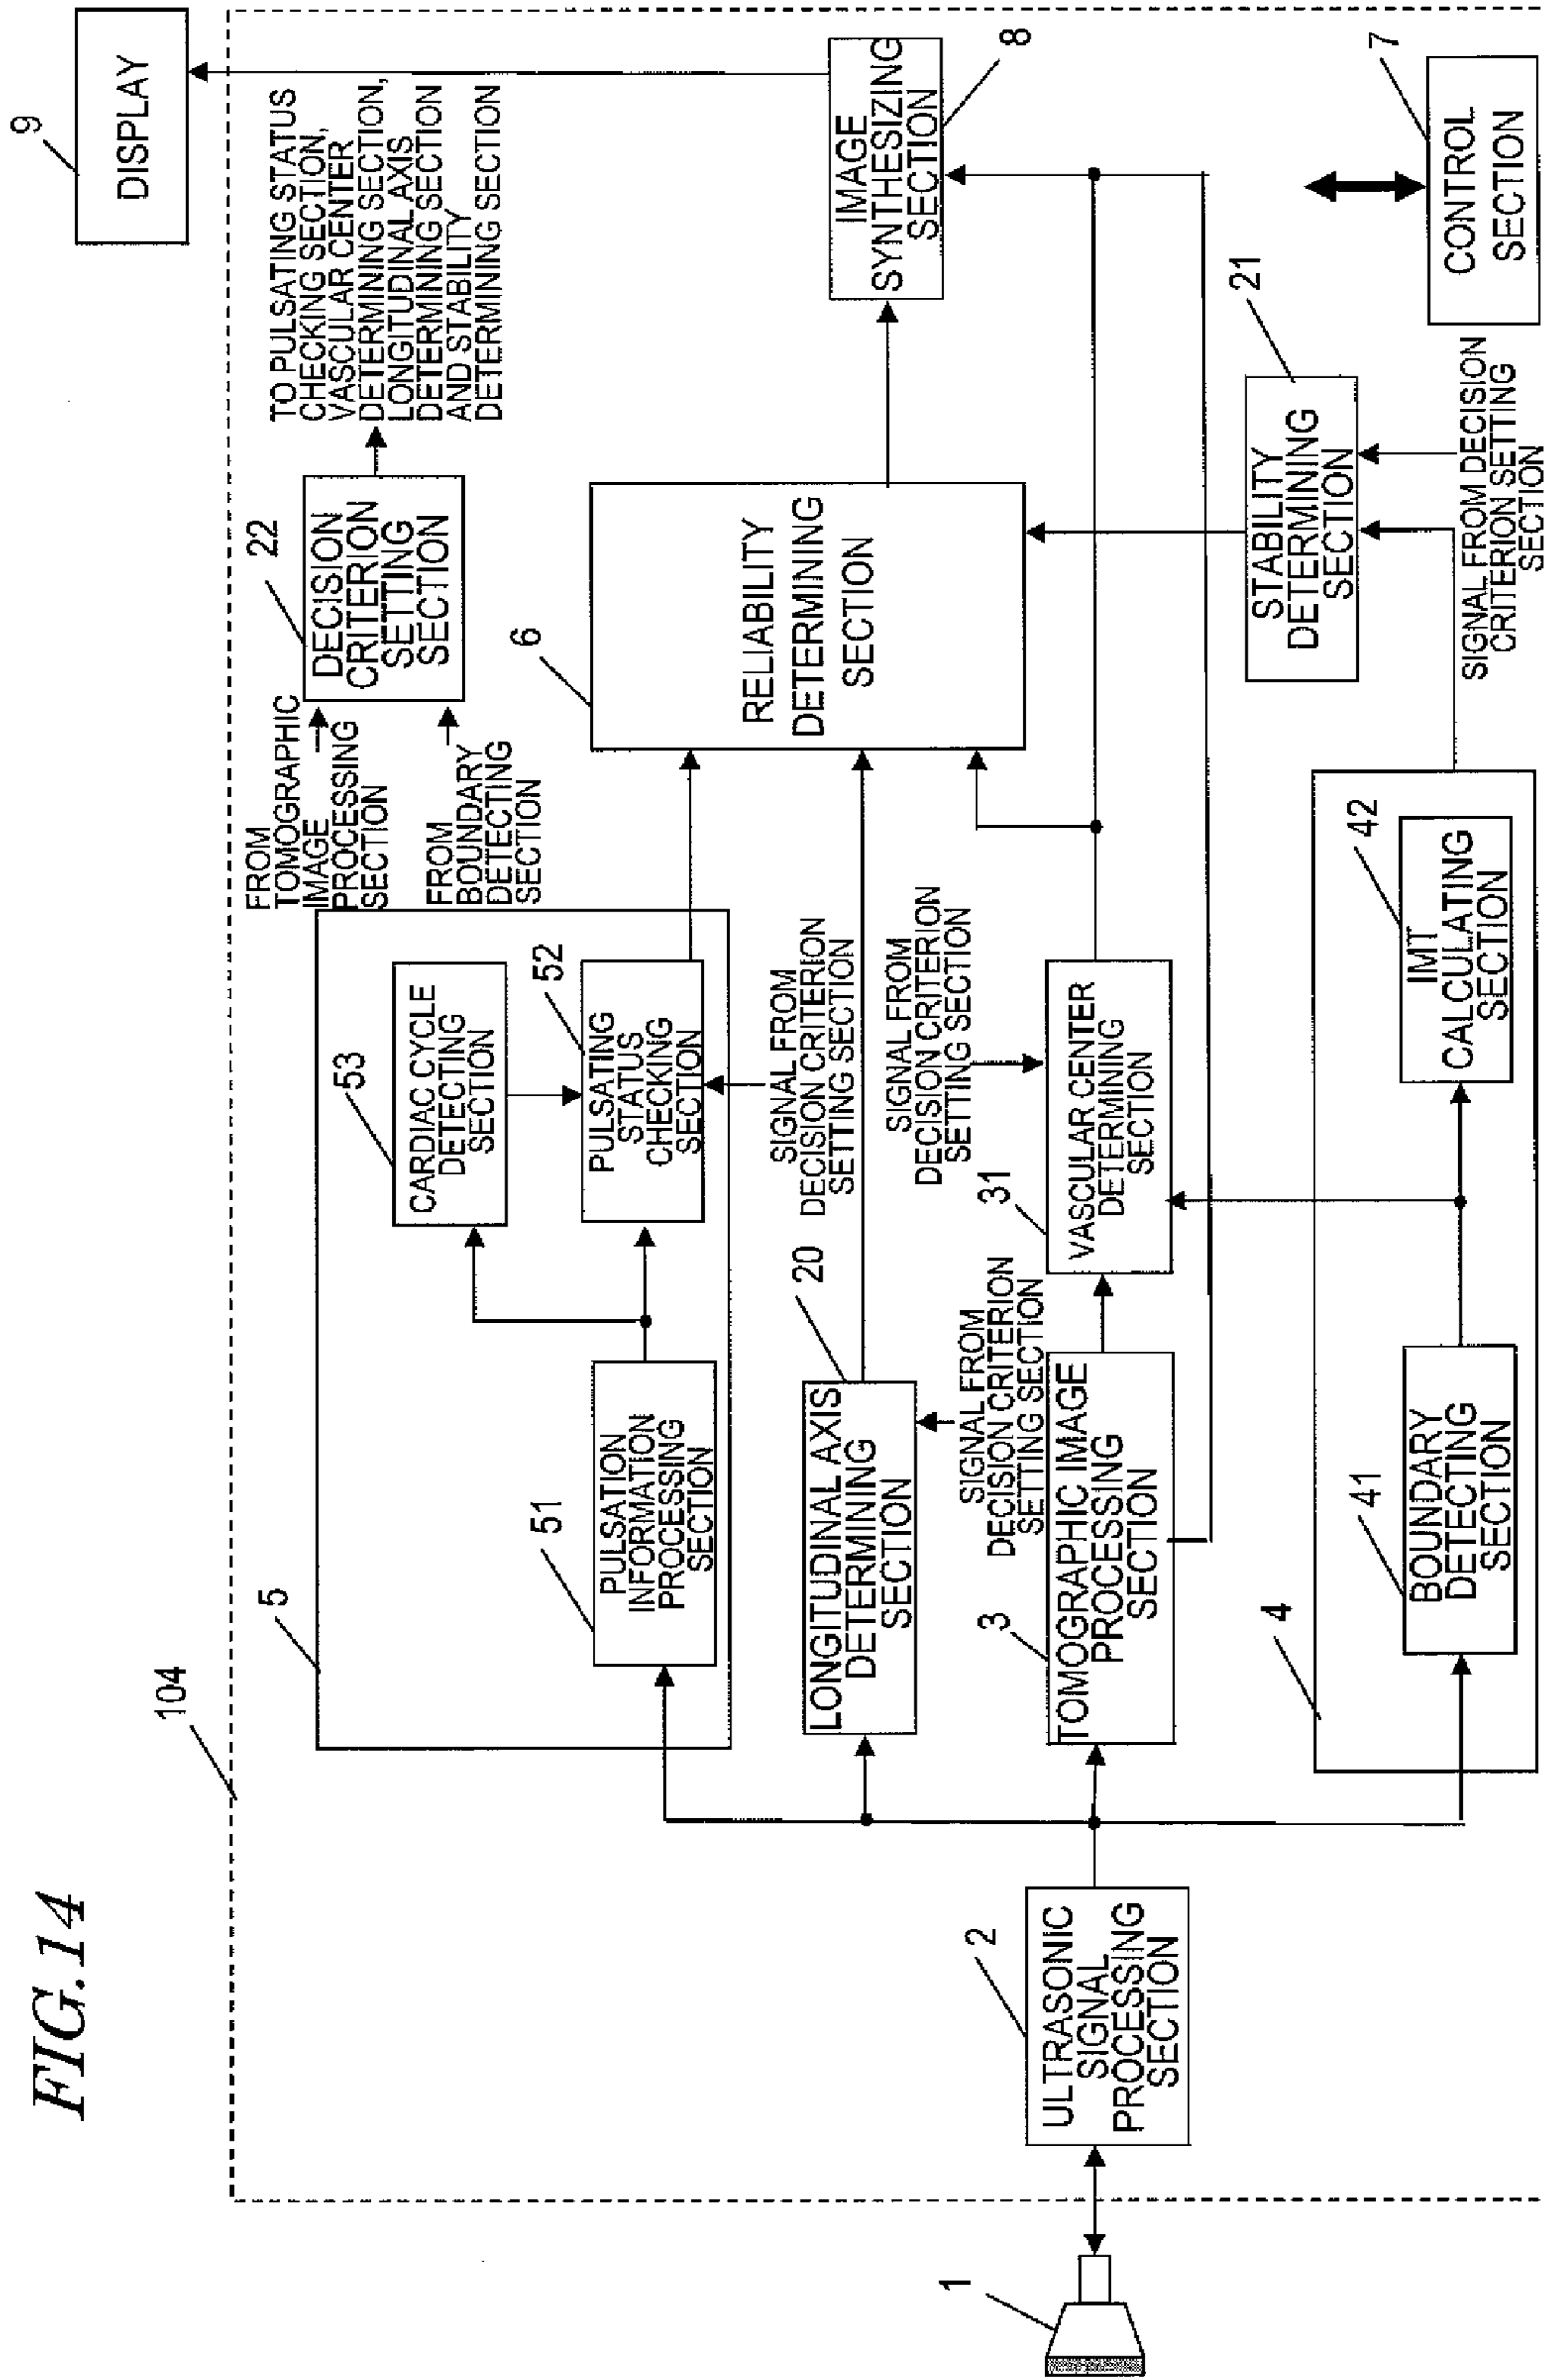 FIG.14
104
9
DISPLAY
5
53
CARDIAC CYCLE
DETECTING
SECTION
51
PULSATION
INFORMATION
PROCESSING
SECTION
52
PULSATING
STATUS
CHECKING
SECTION
SIGNAL FROM
DECISION CRITERION
SETTING SECTION
FROM
TOMOGRAPHIC
IMAGE
PROCESSING
SECTION
FROM
BOUNDARY
DETECTING
SECTION
22
DECISION
CRITERION
SETTING
SECTION
TO PULSATING STATUS
CHECKING SECTION,
VASCULAR CENTER
DETERMINING SECTION,
LONGITUDINAL AXIS
DETERMINING SECTION
AND STABILITY
DETERMINING SECTION
20
LONGITUDINAL AXIS
DETERMINING
SECTION
SIGNAL FROM
DECISION CRITERION
SETTING SECTION
6
RELIABILITY
DETERMINING
SECTION
8
IMAGE
SYNTHESIZING
SECTION
1
2
ULTRASONIC
SIGNAL
PROCESSING
SECTION
3
TOMOGRAPHIC IMAGE
PROCESSING
SECTION
SIGNAL FROM
DECISION CRITERION
SETTING SECTION
31
VASCULAR CENTER
DETERMINING
SECTION
4
41
BOUNDARY
DETECTING
SECTION
42
IMT
CALCULATING
SECTION
21
STABILITY
DETERMINING
SECTION
SIGNAL FROM DECISION
CRITERION SETTING
SECTION
7
CONTROL
SECTION